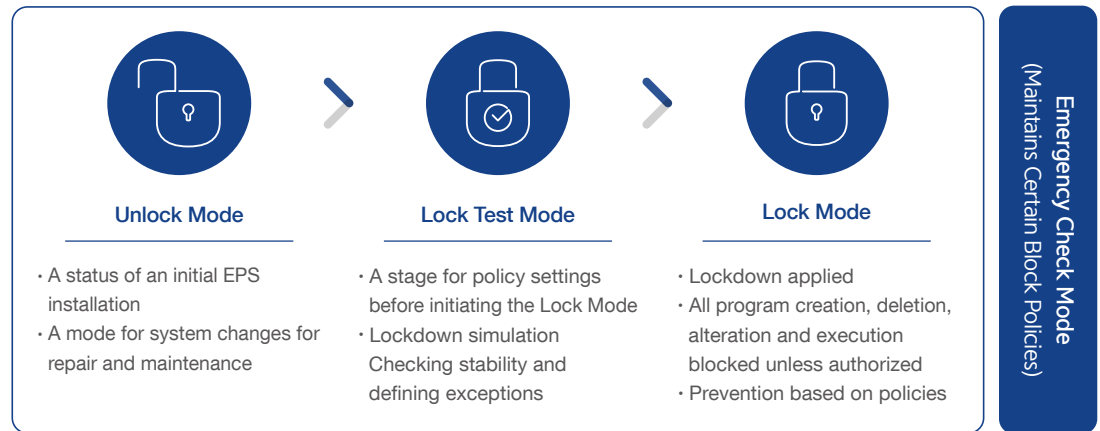 Unlock Mode
· A status of an initial EPS
installation
· A mode for system changes for
repair and maintenance
Lock Test Mode
· A stage for policy settings
before initiating the Lock Mode
· Lockdown simulation
Checking stability and
defining exceptions
Lock Mode
· Lockdown applied
· All program creation, deletion,
alteration and execution
blocked unless authorized
· Prevention based on policies
Emergency Check Mode
(Maintains Certain Block Policies)